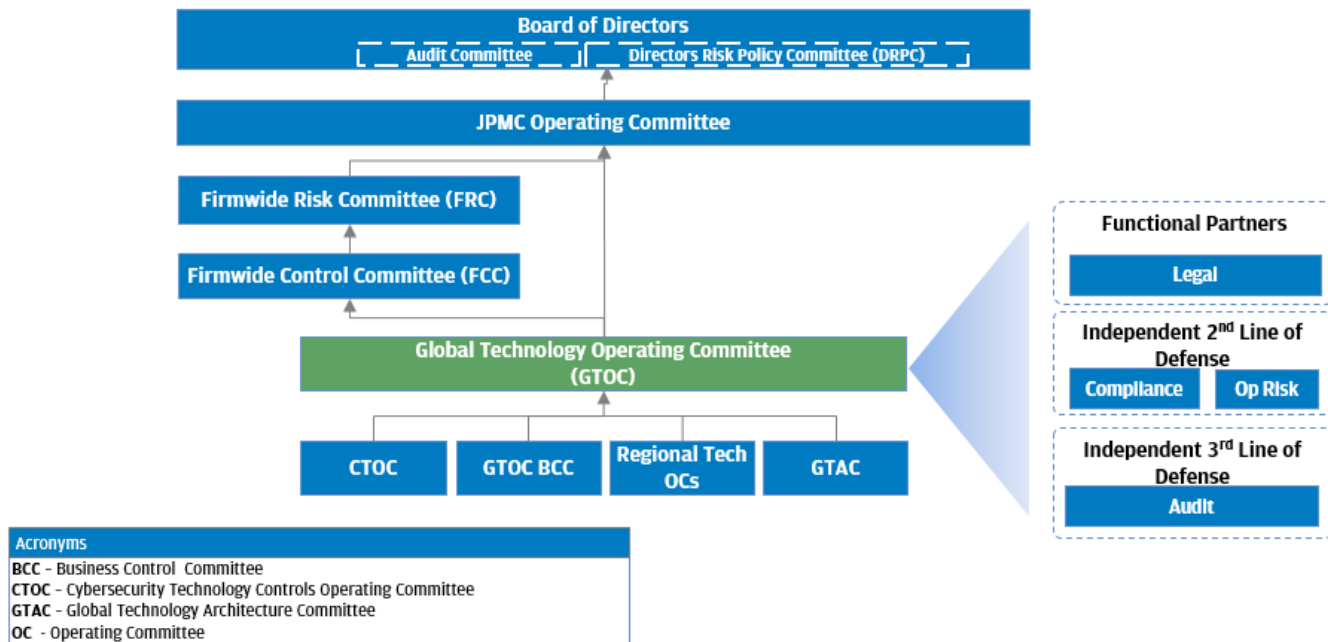 Board of Directors
Audit Committee
Directors Risk Policy Committee (DRPC)
JPMC Operating Committee
Firmwide Risk Committee (FRC)
Firmwide Control Committee (FCC)
Global Technology Operating Committee
(GTOC)
CTOC
GTOC BCC
Regional Tech
OCs
GTAC
Functional Partners
Legal
Independent 2nd Line of
Defense
Compliance
Op Risk
Independent 3rd Line of
Defense
Audit
Acronyms
BCC – Business Control Committee
CTOC – Cybersecurity Technology Controls Operating Committee
GTAC – Global Technology Architecture Committee
OC - Operating Committee